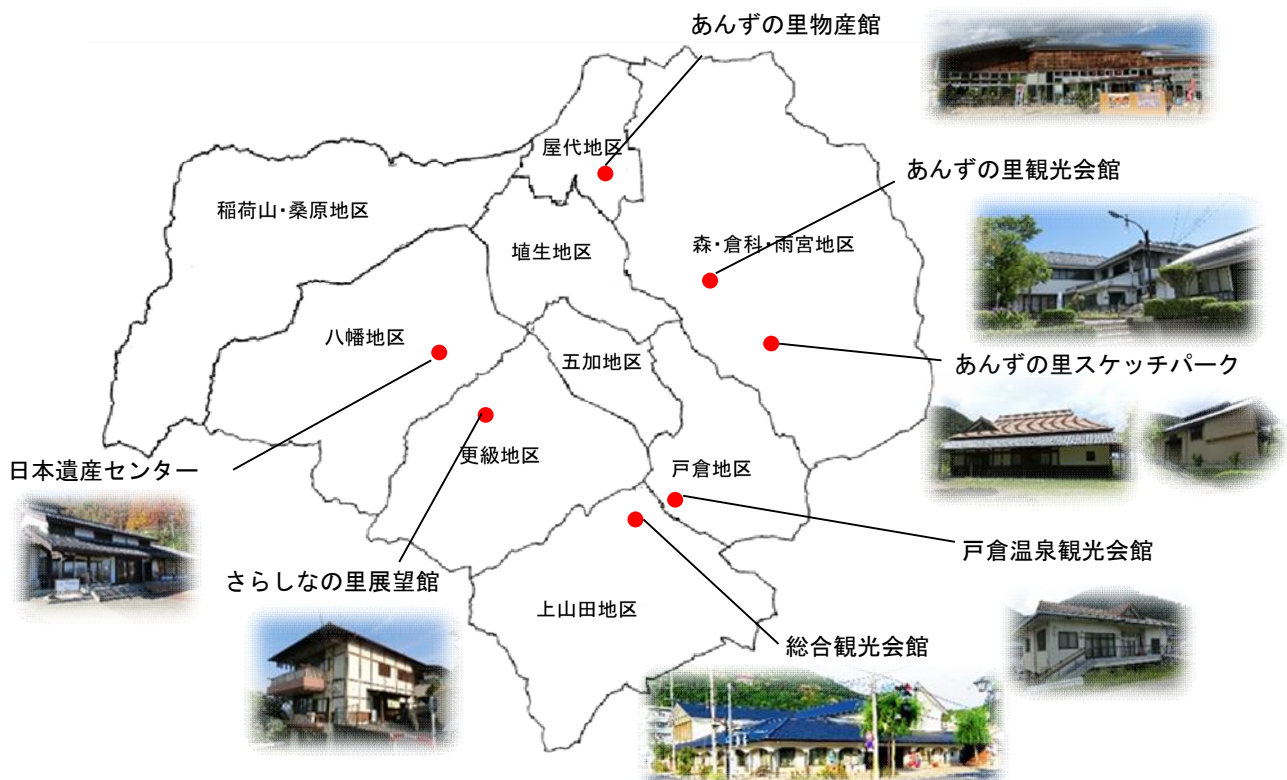 あんずの里物産館
屋代地区
あんずの里観光会館
稲荷山・桑原地区
森・倉科・雨宮地区
埴生地区
八幡地区
五加地区
あんずの里スケッチパーク
更級地区
戸倉地区
日本遺産センター
戸倉温泉観光会館
さらしなの里展望館
上山田地区
総合観光会館